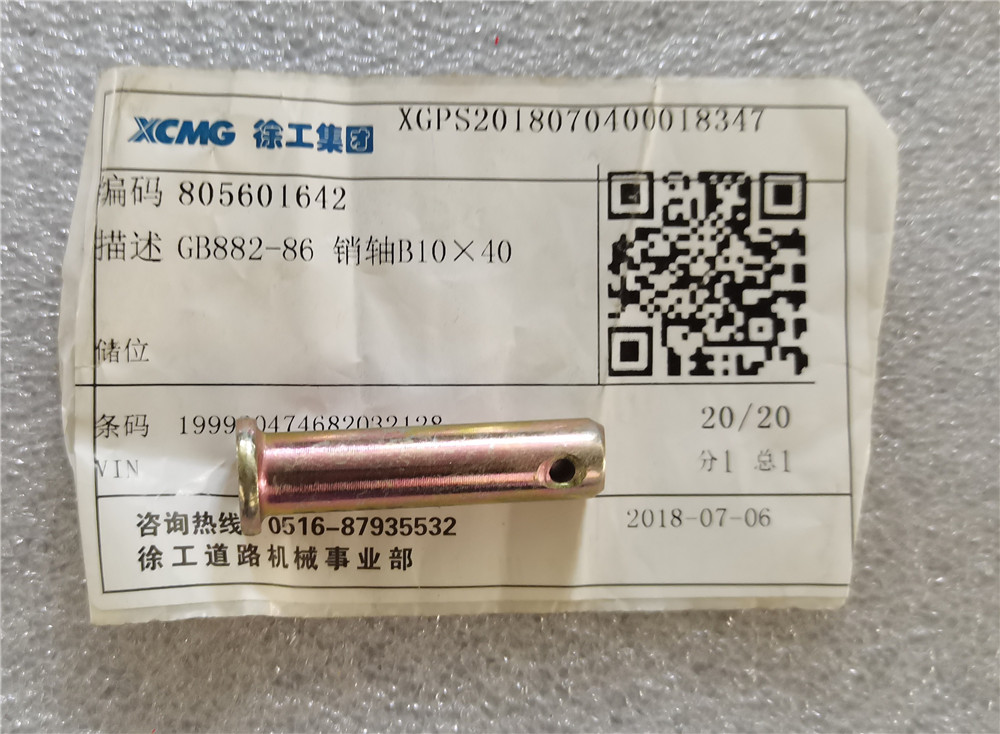 XCMG 徐工集团 XGPS2018070400018347
编码 805601642
描述 GB882-86 销轴B10×40
储位
条码 20/20
VIN 分1 总1
咨询热线 0516-87935532 2018-07-06
徐工道路机械事业部